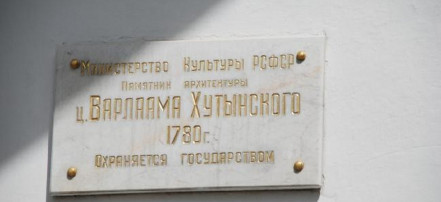 Министерство Культуры РСФСР
Памятник архитектуры
ц. Варлаама Хутынского
1780 г.
Охраняется государством